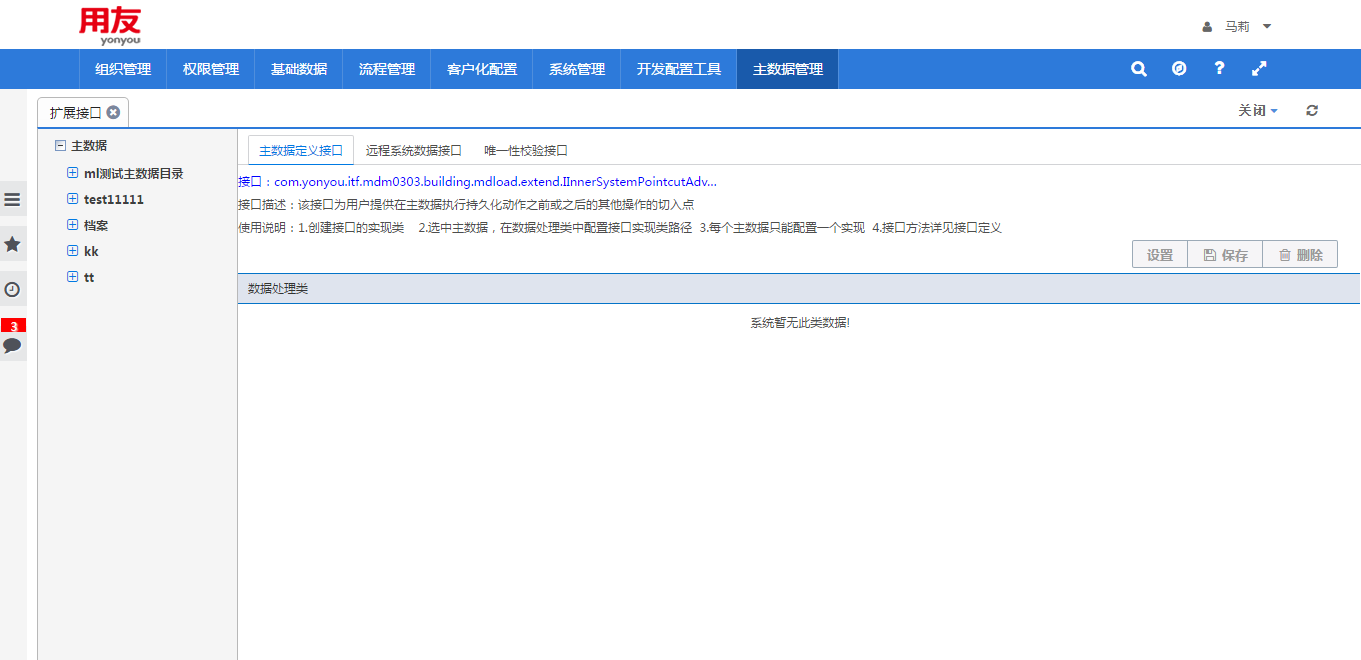 用友
yonyou
马莉
组织管理 权限管理 基础数据 流程管理 客户化配置 系统管理 开发配置工具 主数据管理
扩展接口 关闭
主数据
ml测试主数据目录
test11111
档案
kk
tt
3
主数据定义接口 远程系统数据接口 唯一性校验接口
接口：com.yonyou.itf.mdm0303.building.mdload.extend.IInnerSystemPointcutAdv...
接口描述：该接口为用户提供在主数据执行持久化动作之前或之后的其他操作的切入点
使用说明：1.创建接口的实现类 2.选中主数据，在数据处理类中配置接口实现类路径 3.每个主数据只能配置一个实现 4.接口方法详见接口定义
设置 保存 删除
数据处理类
系统暂无此类数据!